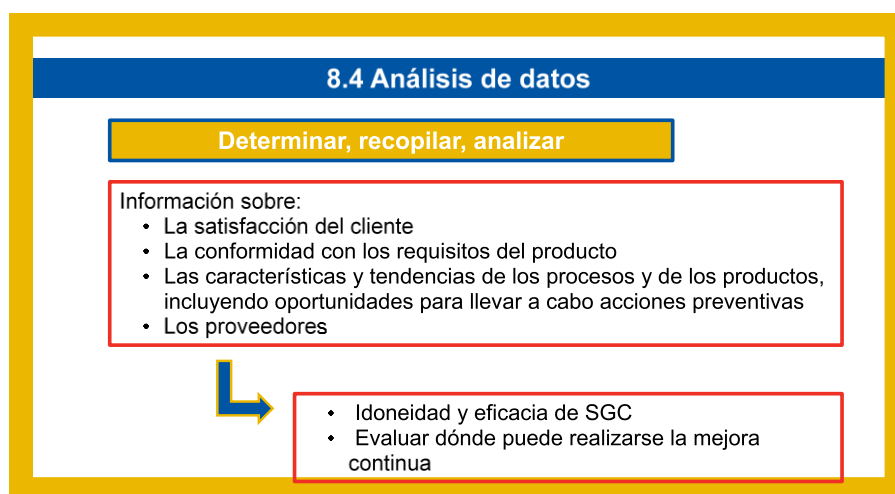 8.4 Análisis de datos
Determinar, recopilar, analizar
Información sobre:
• La satisfacción del cliente
• La conformidad con los requisitos del producto
• Las características y tendencias de los procesos y de los productos,
incluyendo oportunidades para llevar a cabo acciones preventivas
• Los proveedores
• Idoneidad y eficacia de SGC
• Evaluar dónde puede realizarse la mejora
continua